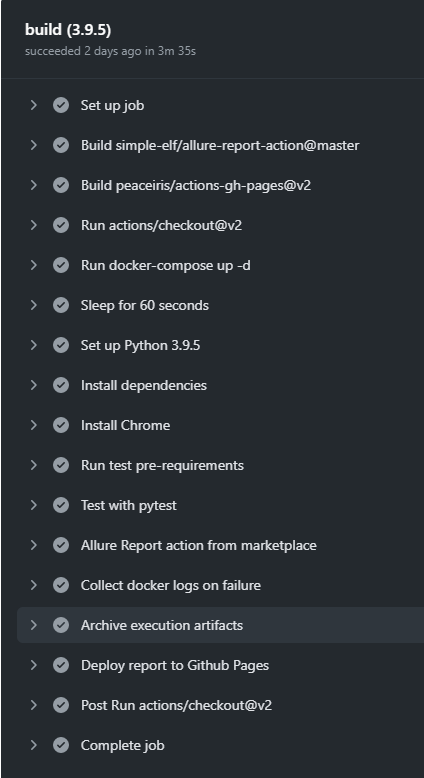 build (3.9.5)
succeeded 2 days ago in 3m 35s
Set up job
Build simple-elf/allure-report-action@master
Build peaceiris/actions-gh-pages@v2
Run actions/checkout@v2
Run docker-compose up -d
Sleep for 60 seconds
Set up Python 3.9.5
Install dependencies
Install Chrome
Run test pre-requirements
Test with pytest
Allure Report action from marketplace
Collect docker logs on failure
Archive execution artifacts
Deploy report to Github Pages
Post Run actions/checkout@v2
Complete job